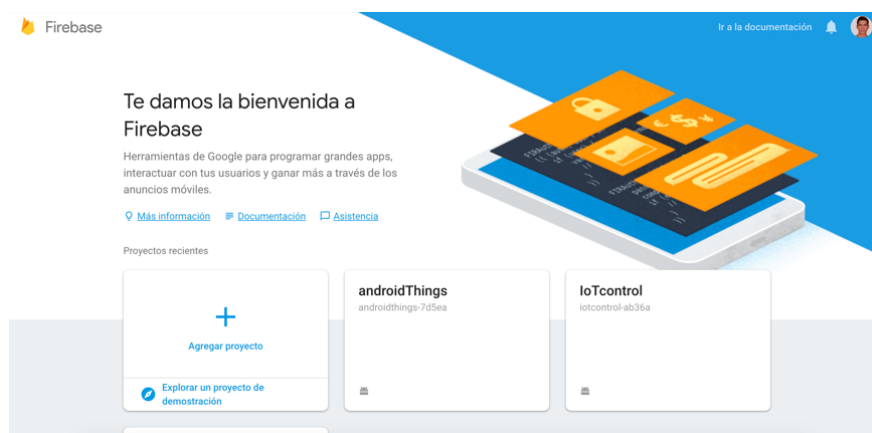 Firebase
Ir a la documentación
Te damos la bienvenida a
Firebase
Herramientas de Google para programar grandes apps,
interactuar con tus usuarios y ganar más a través de los
anuncios móviles.
Más información Documentación Asistencia
Proyectos recientes
Agregar proyecto
Explorar un proyecto de
demostración
androidThings
androidthings-7d5ea
IoTcontrol
iotcontrol-ab36a